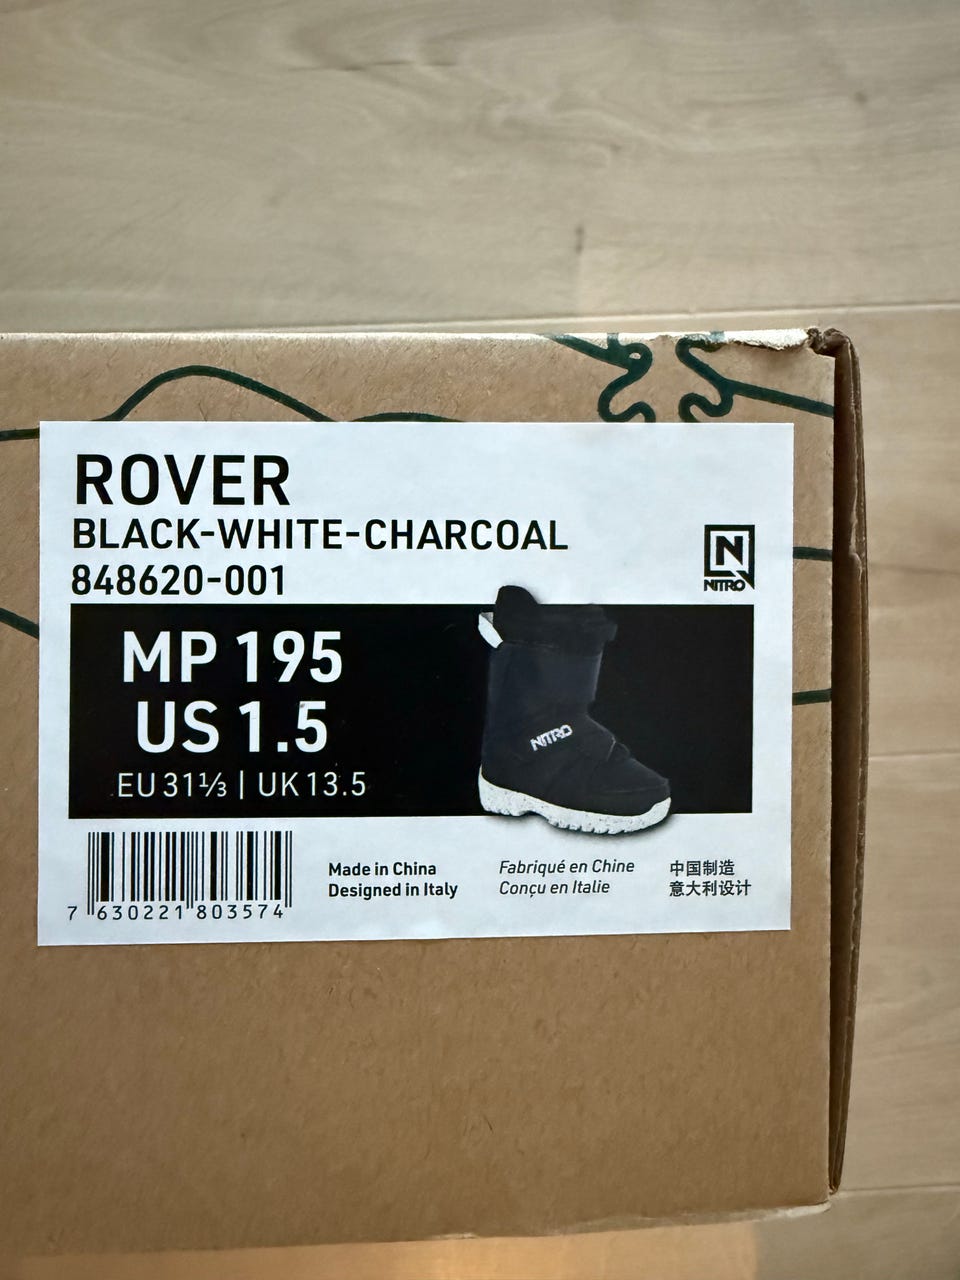 ROVER
BLACK-WHITE-CHARCOAL
848620-001
NITRO
MP 195
US 1.5
EU 31⅓ | UK 13.5
NITRO
7 630221 803574
Made in China
Designed in Italy
Fabriqué en Chine
Conçu en Italie
中国制造
意大利设计